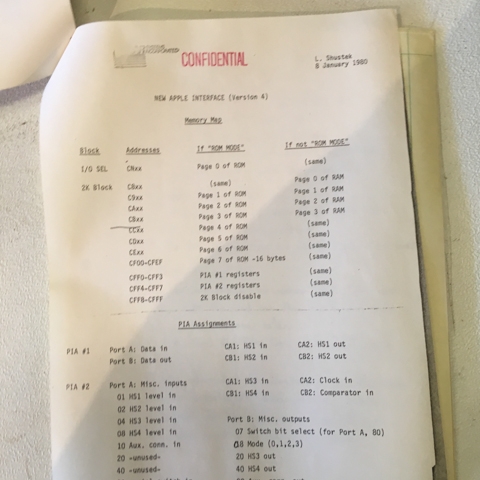 CONFIDENTIAL
L. Shustek
8 January 1980
NEW APPLE INTERFACE (Version 4)
Memory Map
Block Addresses If "ROM MODE" If not "ROM MODE"
I/O SEL CNxx Page 0 of ROM (same)
2K Block C8xx (same) Page 0 of RAM
C9xx Page 1 of ROM Page 1 of RAM
CAxx Page 2 of ROM Page 2 of RAM
CBxx Page 3 of ROM Page 3 of RAM
CCxx Page 4 of ROM (same)
CDxx Page 5 of ROM (same)
CExx Page 6 of ROM (same)
CF00-CFEF Page 7 of ROM -16 bytes (same)
CFF0-CFF3 PIA #1 registers (same)
CFF4-CFF7 PIA #2 registers (same)
CFF8-CFFF 2K Block disable (same)
PIA Assignments
PIA #1 Port A: Data in CA1: HS1 in CA2: HS1 out
Port B: Data out CB1: HS2 in CB2: HS2 out
PIA #2 Port A: Misc. inputs CA1: HS3 in CA2: Clock in
01 HS1 level in CB1: HS4 in CB2: Comparator in
02 HS2 level in
04 HS3 level in Port B: Misc. outputs
08 HS4 level in 07 Switch bit select (for Port A, 80)
10 Aux. conn. in 18 Mode (0,1,2,3)
20 -unused- 20 HS3 out
40 -unused- 40 HS4 out